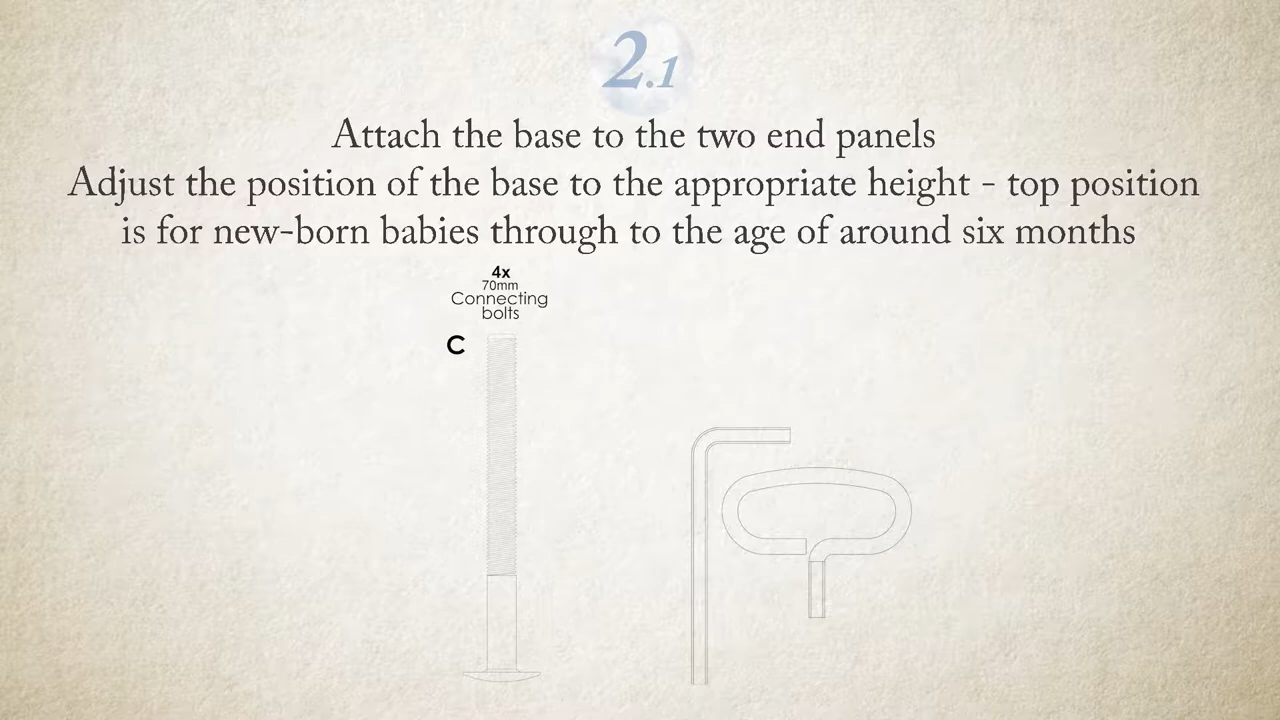 2.1
Attach the base to the two end panels
Adjust the position of the base to the appropriate height - top position
is for new-born babies through to the age of around six months
4x
70mm
Connecting
bolts
C